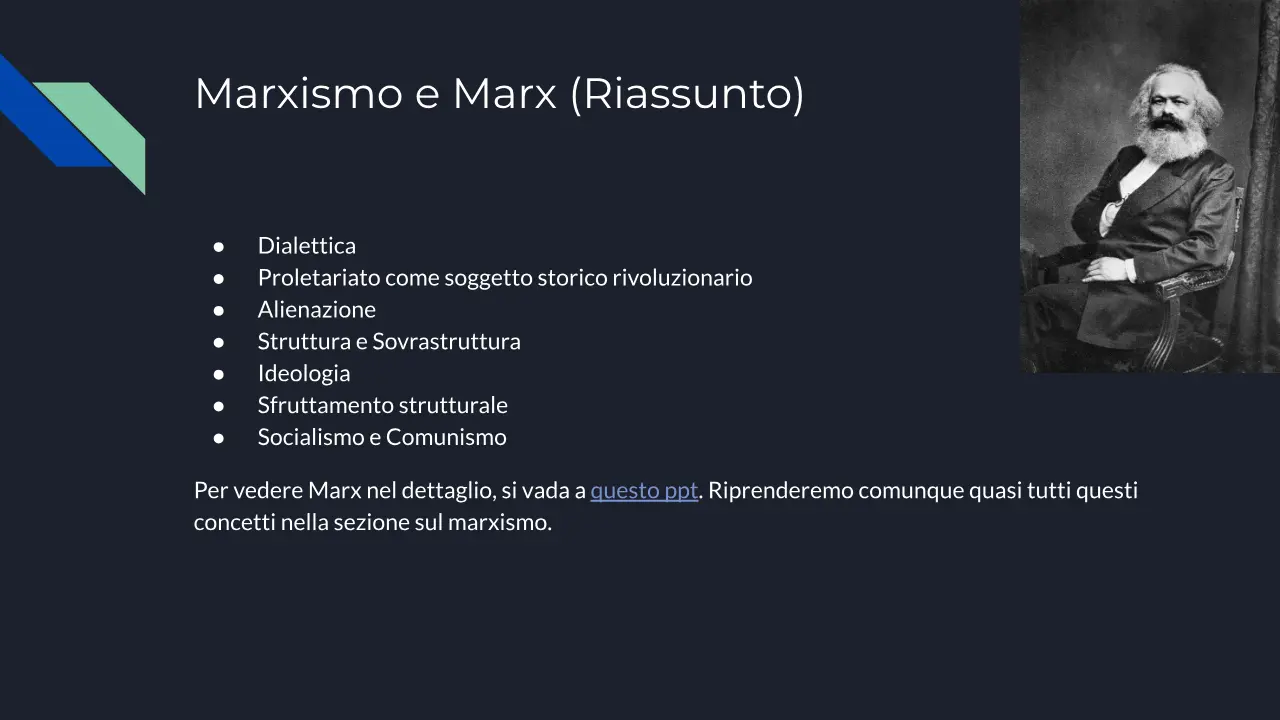 Marxismo e Marx (Riassunto)
● Dialettica
● Proletariato come soggetto storico rivoluzionario
● Alienazione
● Struttura e Sovrastruttura
● Ideologia
● Sfruttamento strutturale
● Socialismo e Comunismo
Per vedere Marx nel dettaglio, si vada a questo ppt. Riprenderemo comunque quasi tutti questi
concetti nella sezione sul marxismo.